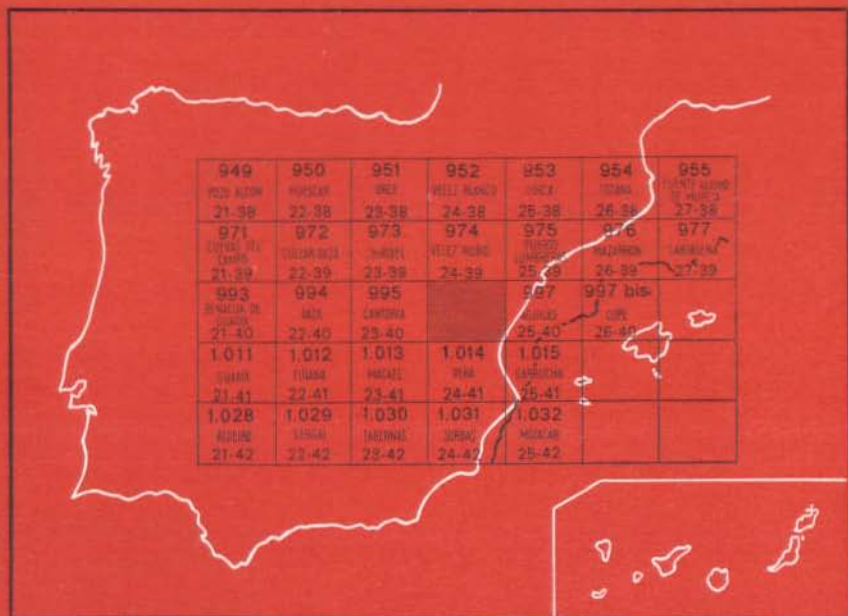 949 950 951 952 953 954 955
POZO ALCON HUESCAR ORCE VELEZ BLANCO LORCA TOTANA FUENTE ALAMO DE MURCIA
21-38 22-38 23-38 24-38 25-38 26-38 27-38
971 972 973 974 975 976 977
CUEVAS DEL CAMPO CULLAR BAZA CHIRIVEL VELEZ RUBIO PUERTO LUMBRERAS MAZARRON CARTAGENA
21-39 22-39 23-39 24-39 25-39 26-39 27-39
993 994 995 997 997 bis
BAZA CANTORIA AGUILAS COPE
21-40 22-40 23-40 25-40 26-40
1.011 1.012 1.013 1.014 1.015
GUADIX FIÑANA MACAEL VERA GARRUCHA
21-41 22-41 23-41 24-41 25-41
1.028 1.029 1.030 1.031 1.032
GERGAL TABERNAS SORBAS MOJACAR
21-42 22-42 23-42 24-42 25-42